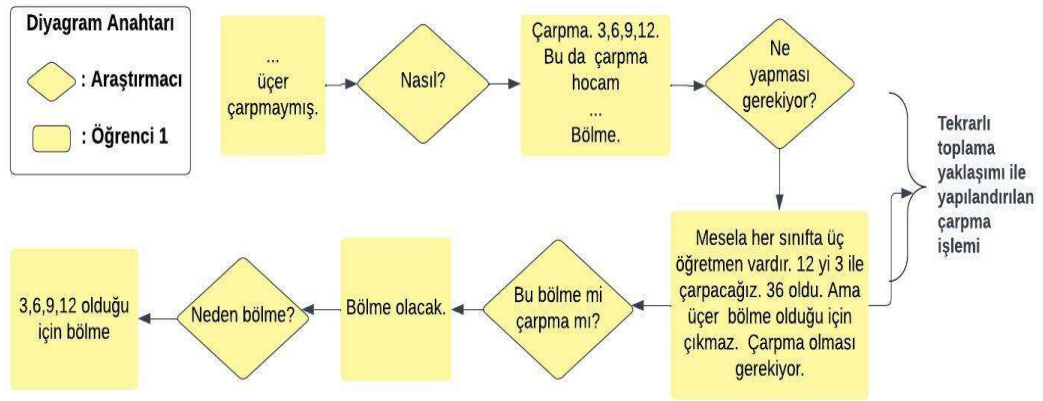 Diyagram Anahtarı
: Araştırmacı
: Öğrenci 1
...
üçer
çarpmaymış.
Nasıl?
Çarpma. 3,6,9,12.
Bu da çarpma
hocam
...
Bölme.
Ne
yapması
gerekiyor?
Tekrarlı
toplama
yaklaşımı ile
yapılandırılan
çarpma
işlemi
Mesela her sınıfta üç
öğretmen vardır. 12 yi 3 ile
çarpacağız. 36 oldu. Ama
üçer bölme olduğu için
çıkmaz. Çarpma olması
gerekiyor.
Bu bölme mi
çarpma mı?
Bölme olacak.
Neden bölme?
3,6,9,12 olduğu
için bölme